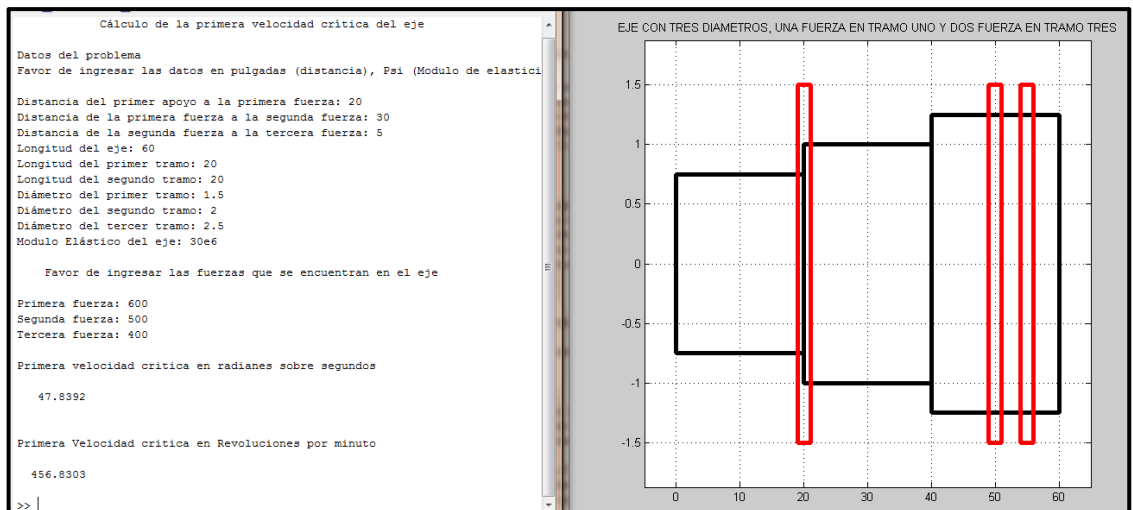 Cálculo de la primera velocidad crítica del eje
Datos del problema
Favor de ingresar las datos en pulgadas (distancia), Psi (Modulo de elastici
Distancia del primer apoyo a la primera fuerza: 20
Distancia de la primera fuerza a la segunda fuerza: 30
Distancia de la segunda fuerza a la tercera fuerza: 5
Longitud del eje: 60
Longitud del primer tramo: 20
Longitud del segundo tramo: 20
Diámetro del primer tramo: 1.5
Diámetro del segundo tramo: 2
Diámetro del tercer tramo: 2.5
Modulo Elástico del eje: 30e6
Favor de ingresar las fuerzas que se encuentran en el eje
Primera fuerza: 600
Segunda fuerza: 500
Tercera fuerza: 400
Primera velocidad critica en radianes sobre segundos
47.8392
Primera Velocidad critica en Revoluciones por minuto
456.8303
>>
EJE CON TRES DIAMETROS, UNA FUERZA EN TRAMO UNO Y DOS FUERZA EN TRAMO TRES
1.5
1
0.5
0
-0.5
-1
-1.5
0 10 20 30 40 50 60